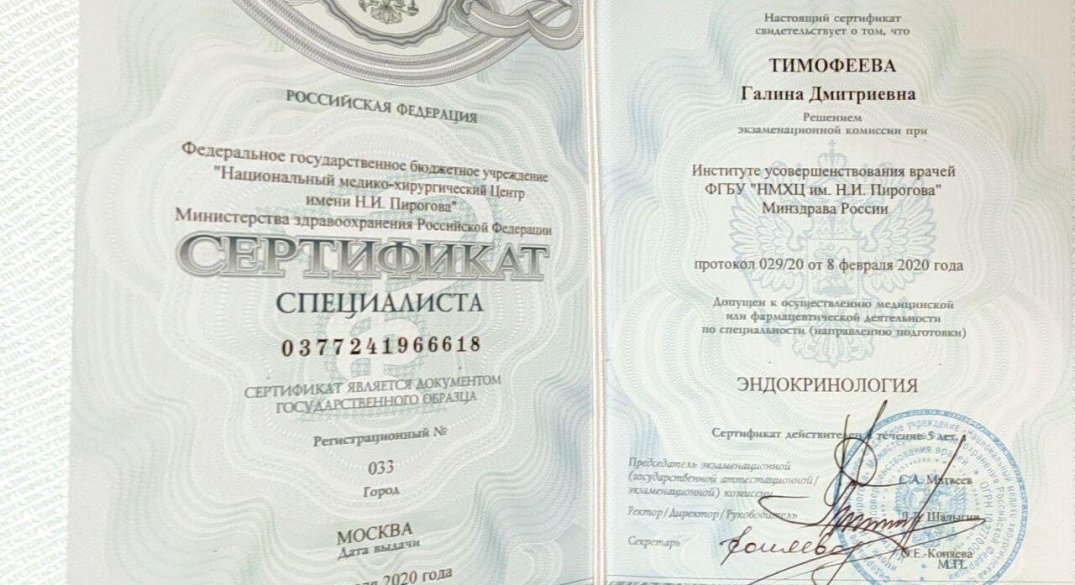 РОССИЙСКАЯ ФЕДЕРАЦИЯ
Федеральное государственное бюджетное учреждение
"Национальный медико-хирургический Центр
имени Н.И. Пирогова"
Министерства здравоохранения Российской Федерации
СЕРТИФИКАТ
СПЕЦИАЛИСТА
0377241966618
СЕРТИФИКАТ ЯВЛЯЕТСЯ ДОКУМЕНТОМ
ГОСУДАРСТВЕННОГО ОБРАЗЦА
Регистрационный №
033
Город
МОСКВА
Дата выдачи
2020 года
Настоящий сертификат
свидетельствует о том, что
ТИМОФЕЕВА
Галина Дмитриевна
Решением
экзаменационной комиссии при
Институте усовершенствования врачей
ФГБУ "НМХЦ им. Н.И. Пирогова"
Минздрава России
протокол 029/20 от 8 февраля 2020 года
Допущен к осуществлению медицинской
или фармацевтической деятельности
по специальности (направлению подготовки)
ЭНДОКРИНОЛОГИЯ
Сертификат действителен в течение 5 лет.
Председатель экзаменационной
(государственной аттестационной/
экзаменационной) комиссии
С.А. Матвеев
Ректор/Директор/Руководитель
Шалыгин
Секретарь
О.Е. Коняева
М.П.